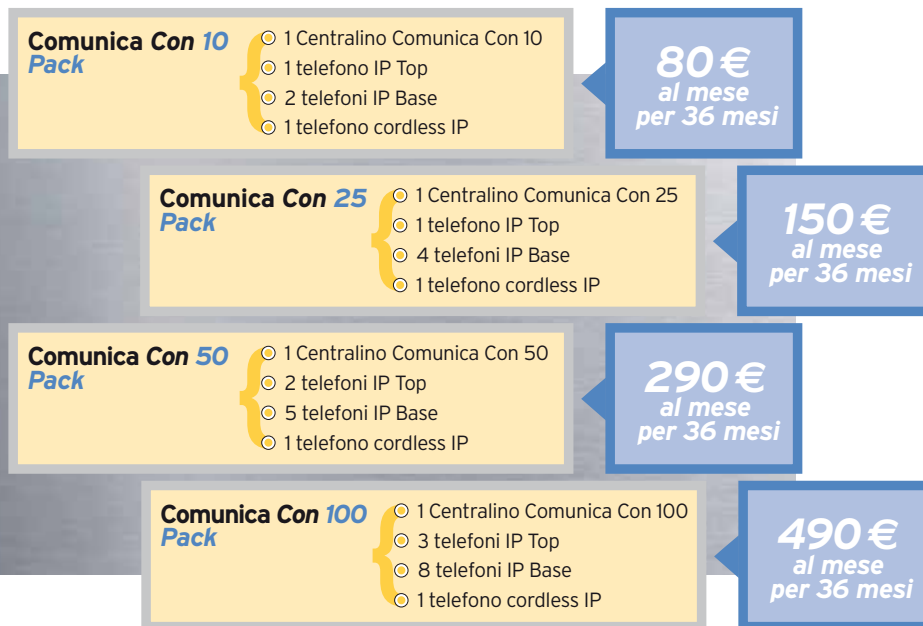 Comunica Con 10
Pack
1 Centralino Comunica Con 10
1 telefono IP Top
2 telefoni IP Base
1 telefono cordless IP
80 €
al mese
per 36 mesi
Comunica Con 25
Pack
1 Centralino Comunica Con 25
1 telefono IP Top
4 telefoni IP Base
1 telefono cordless IP
150 €
al mese
per 36 mesi
Comunica Con 50
Pack
1 Centralino Comunica Con 50
2 telefoni IP Top
5 telefoni IP Base
1 telefono cordless IP
290 €
al mese
per 36 mesi
Comunica Con 100
Pack
1 Centralino Comunica Con 100
3 telefoni IP Top
8 telefoni IP Base
1 telefono cordless IP
490 €
al mese
per 36 mesi